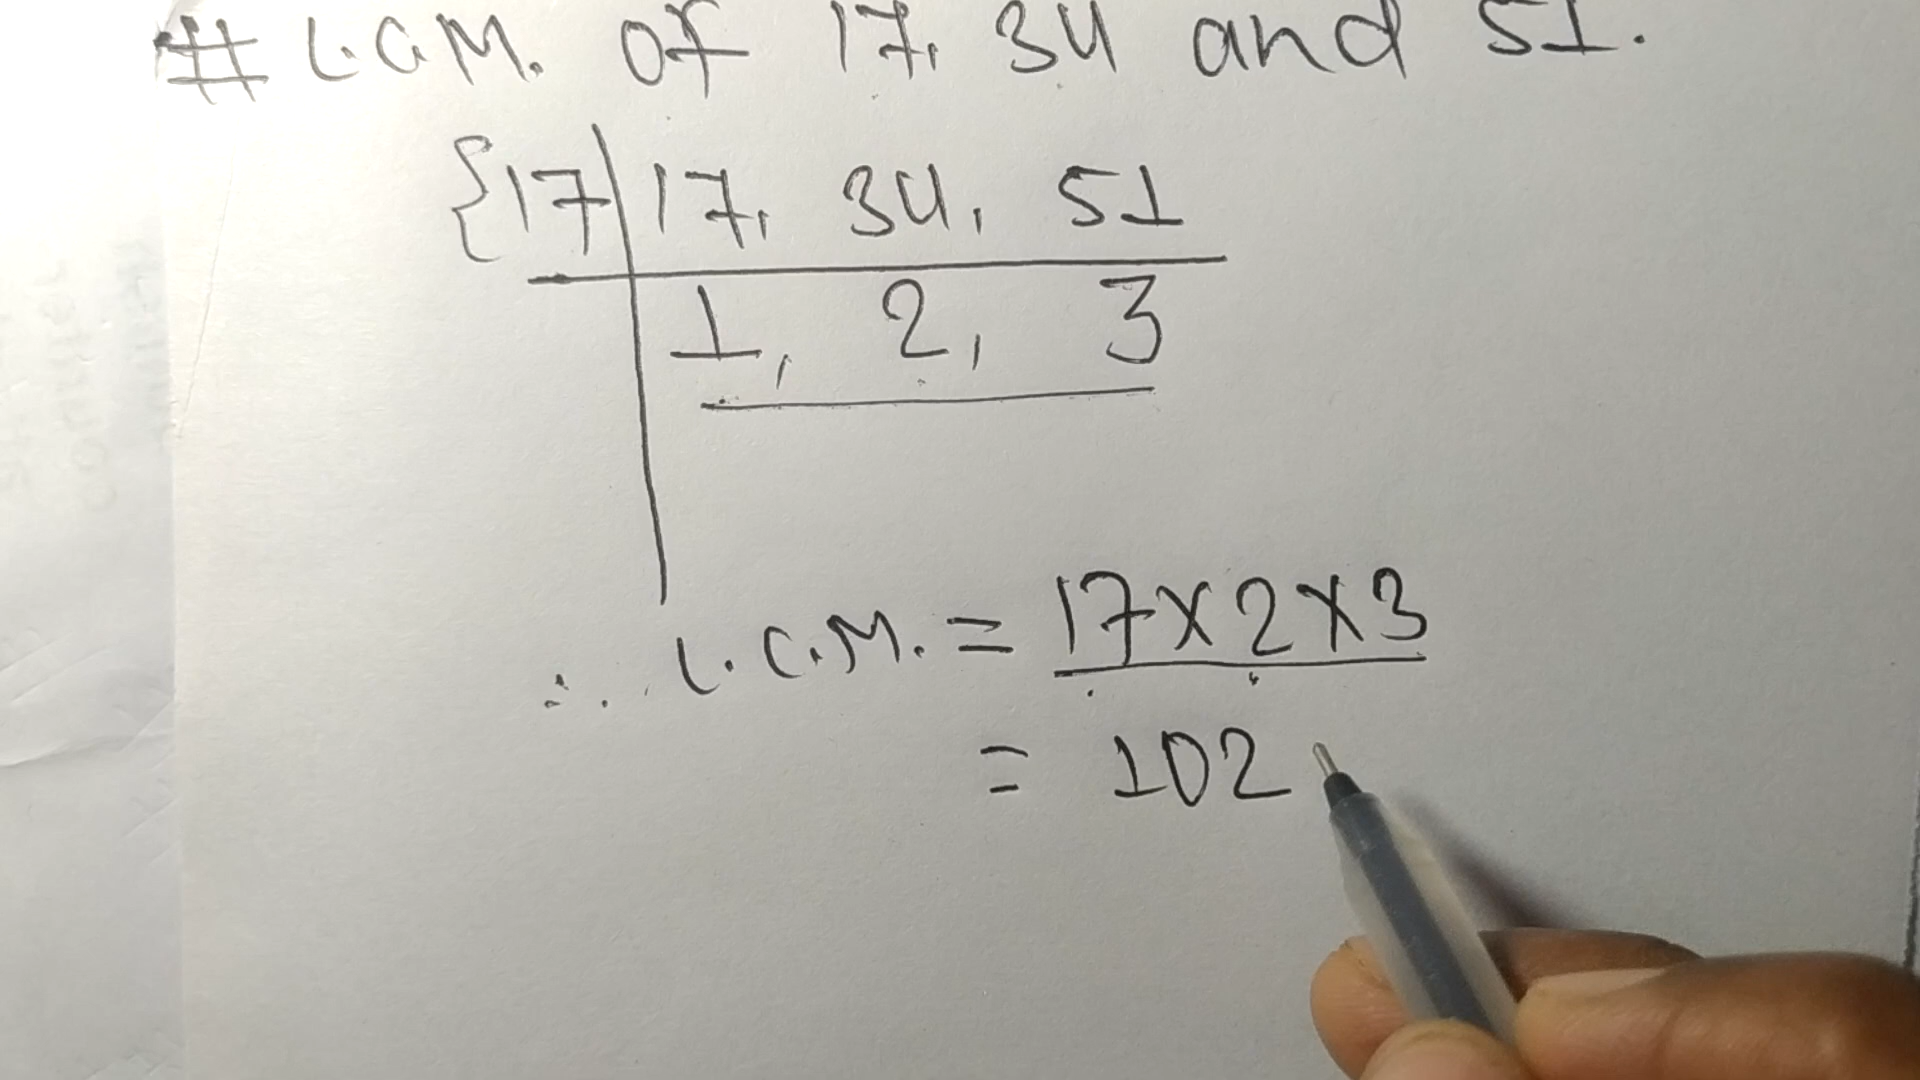 # L.C.M. of 17, 34 and 51.
{17 | 17, 34, 51
1, 2, 3
∴ L.C.M. = 17×2×3
= 102